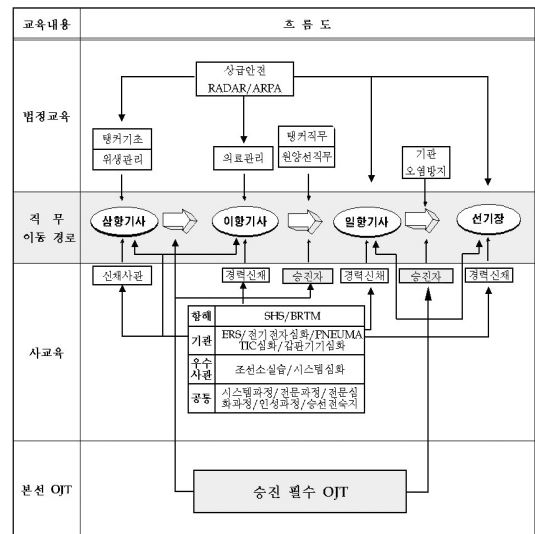 교육내용
흐 름 도
법정교육
상급안전
RADAR/ARPA
탱커기초
위생관리
의료관리
탱커직무
원양선직무
기관
오염방지
직 무
이동 경로
삼항기사
이항기사
일항기사
선기장
사교육
신채사관
경력신채
승진자
경력신채
승진자
경력신채
항해
SHS/BRTM
기관
ERS/전기전자심화/PNEUMA
TIC심화/갑판기기심화
우수
사관
조선소실습/시스템심화
공통
시스템과정/전문과정/전문심
화과정/인성과정/승선전숙지
본선 OJT
승진 필수 OJT